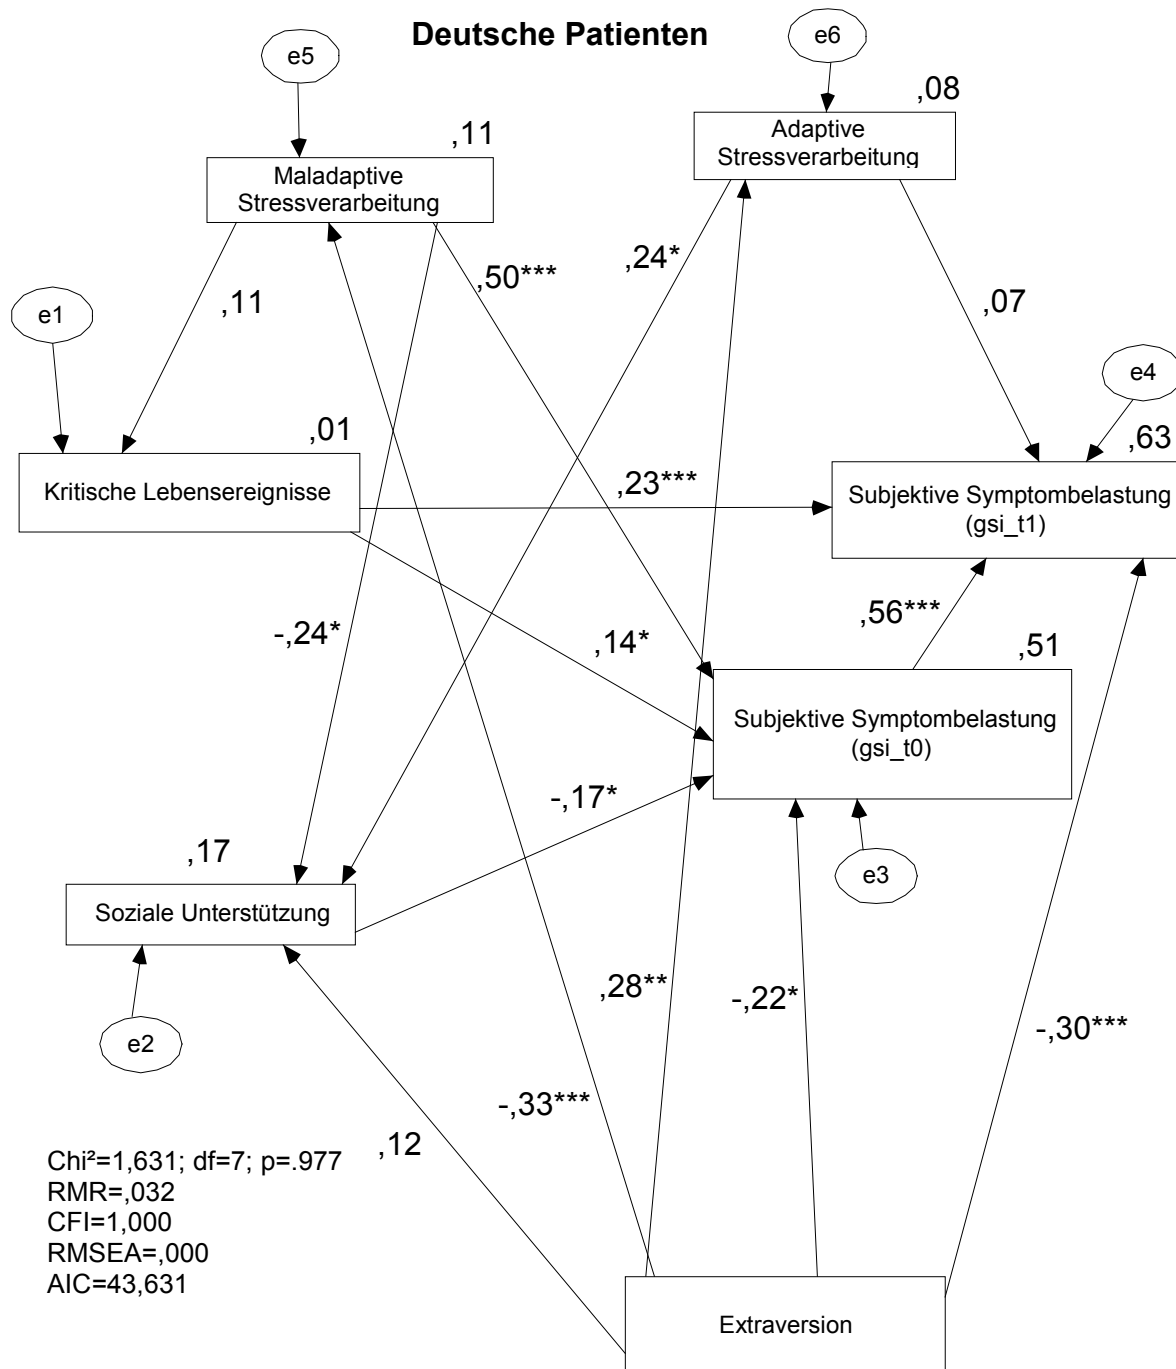 Deutsche Patienten
e5
e6
,11
,08
Maladaptive
Stressverarbeitung
Adaptive
Stressverarbeitung
,24*
,50***
,11
,07
e1
e4
,01
,63
Kritische Lebensereignisse
,23***
Subjektive Symptombelastung
(gsi_t1)
-,24*
,14*
,56***
,51
Subjektive Symptombelastung
(gsi_t0)
-,17*
,17
e3
Soziale Unterstützung
,28**
-,22*
-,30***
e2
-,33***
,12
Chi²=1,631; df=7; p=.977
RMR=,032
CFI=1,000
RMSEA=,000
AIC=43,631
Extraversion